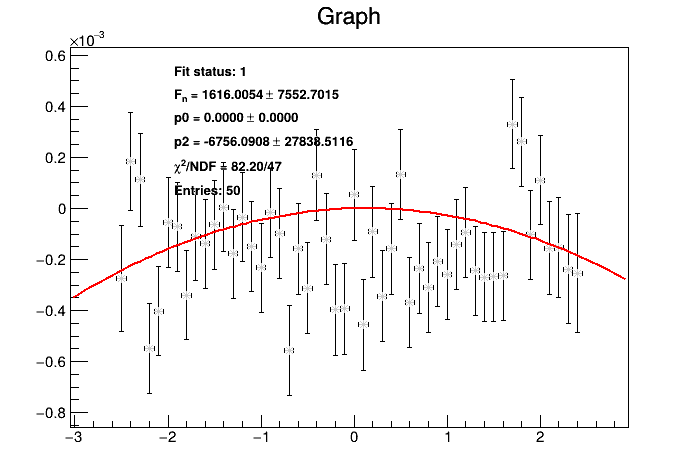 Graph
×10⁻³
Fit status: 1
Fn = 1616.0054 ± 7552.7015
p0 = 0.0000 ± 0.0000
p2 = -6756.0908 ± 27838.5116
χ²/NDF = 82.20/47
Entries: 50
0.6
0.4
0.2
0
−0.2
−0.4
−0.6
−0.8
−3 −2 −1 0 1 2